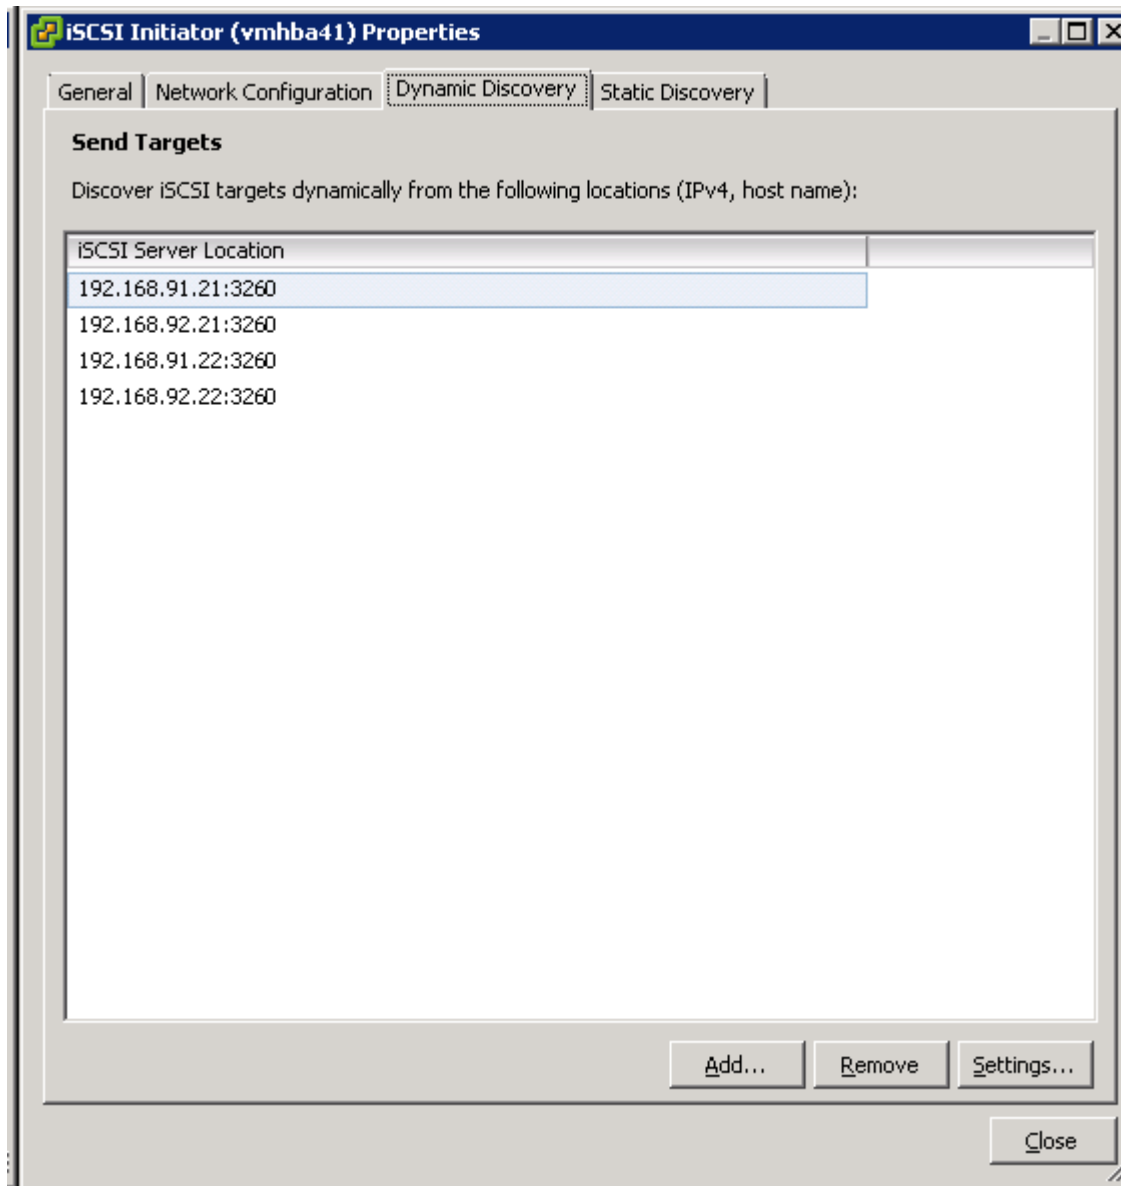 iSCSI Initiator (vmhba41) Properties
General Network Configuration Dynamic Discovery Static Discovery
Send Targets
Discover iSCSI targets dynamically from the following locations (IPv4, host name):
iSCSI Server Location
192.168.91.21:3260
192.168.92.21:3260
192.168.91.22:3260
192.168.92.22:3260
Add... Remove Settings...
Close